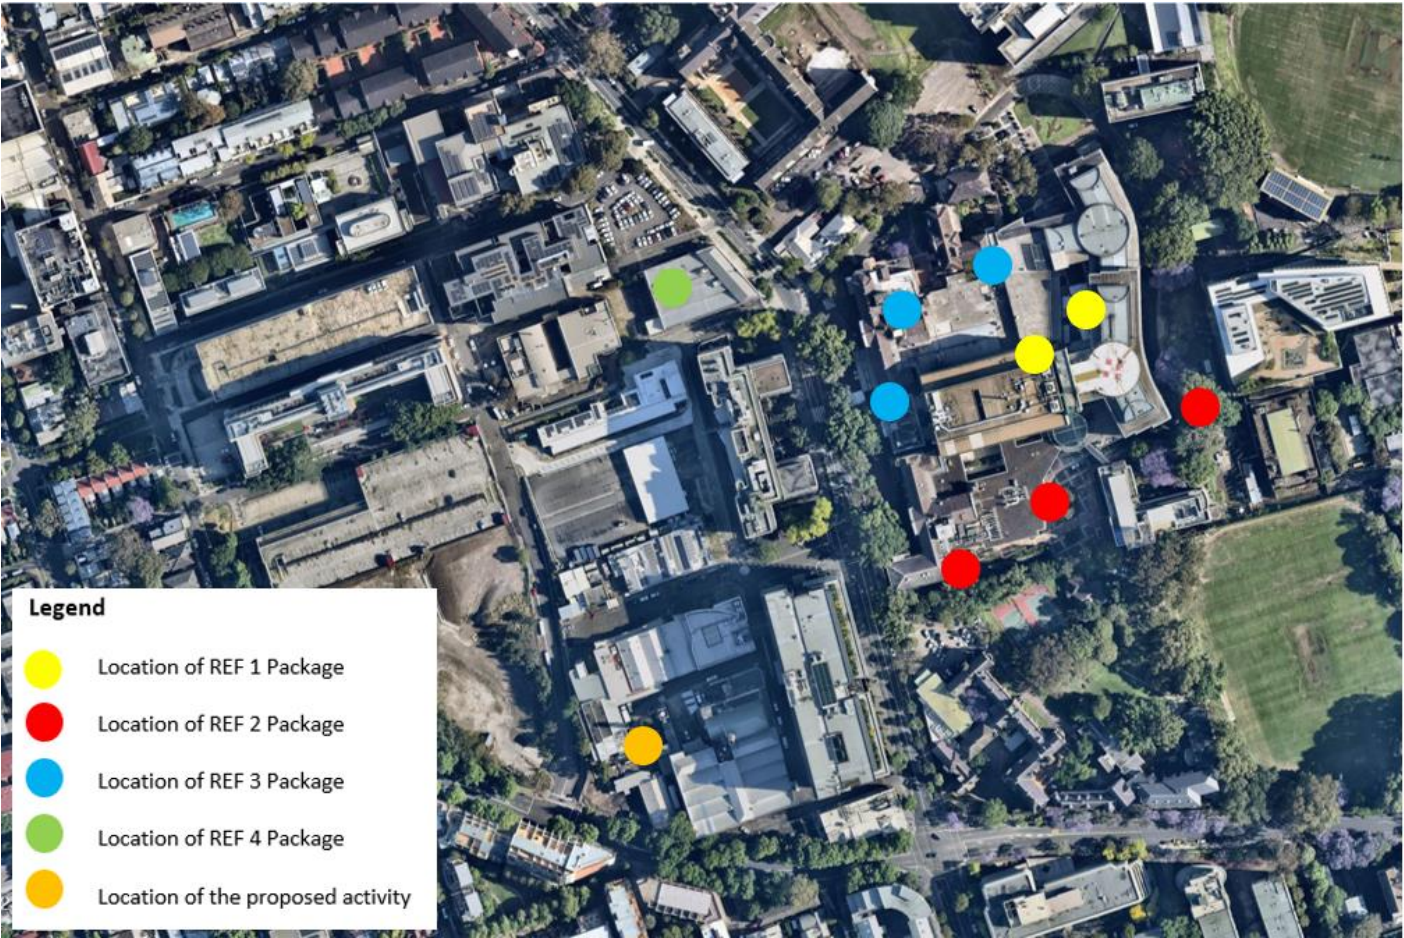 Legend
Location of REF 1 Package
Location of REF 2 Package
Location of REF 3 Package
Location of REF 4 Package
Location of the proposed activity